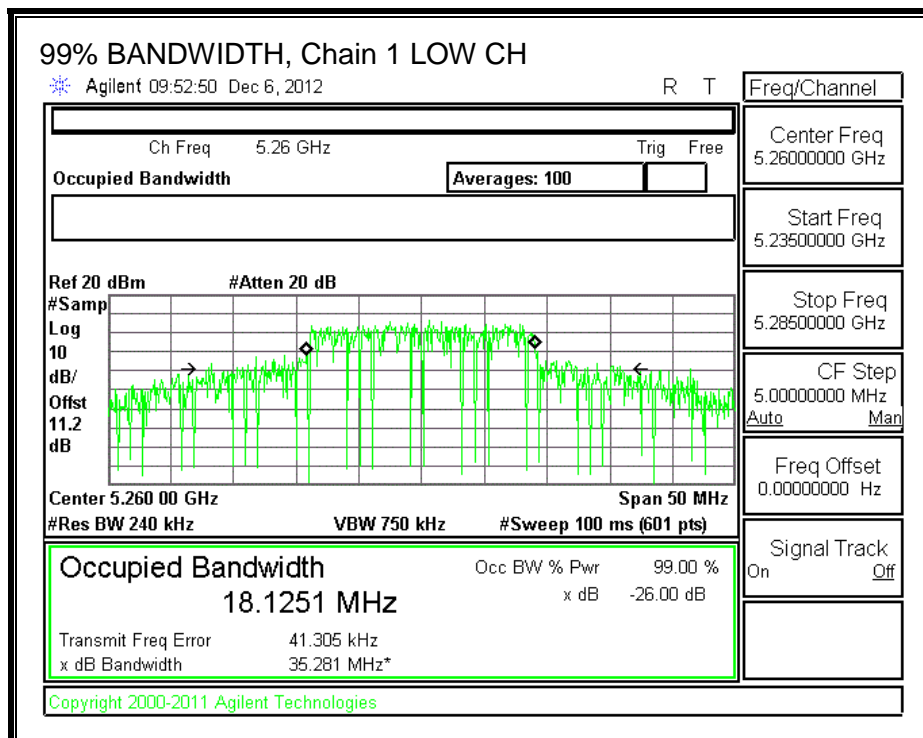 99% BANDWIDTH, Chain 1 LOW CH
Agilent 09:52:50 Dec 6, 2012 R T
Freq/Channel
Ch Freq 5.26 GHz Trig Free
Occupied Bandwidth Averages: 100
Center Freq
5.26000000 GHz
Start Freq
5.23500000 GHz
Stop Freq
5.28500000 GHz
CF Step
5.00000000 MHz
Auto Man
Freq Offset
0.00000000 Hz
Signal Track
On Off
Ref 20 dBm #Atten 20 dB
#Samp
Log
10
dB/
Offst
11.2
dB
Center 5.260 00 GHz Span 50 MHz
#Res BW 240 kHz VBW 750 kHz #Sweep 100 ms (601 pts)
Occupied Bandwidth Occ BW % Pwr 99.00 %
18.1251 MHz x dB -26.00 dB
Transmit Freq Error 41.305 kHz
x dB Bandwidth 35.281 MHz*
Copyright 2000-2011 Agilent Technologies